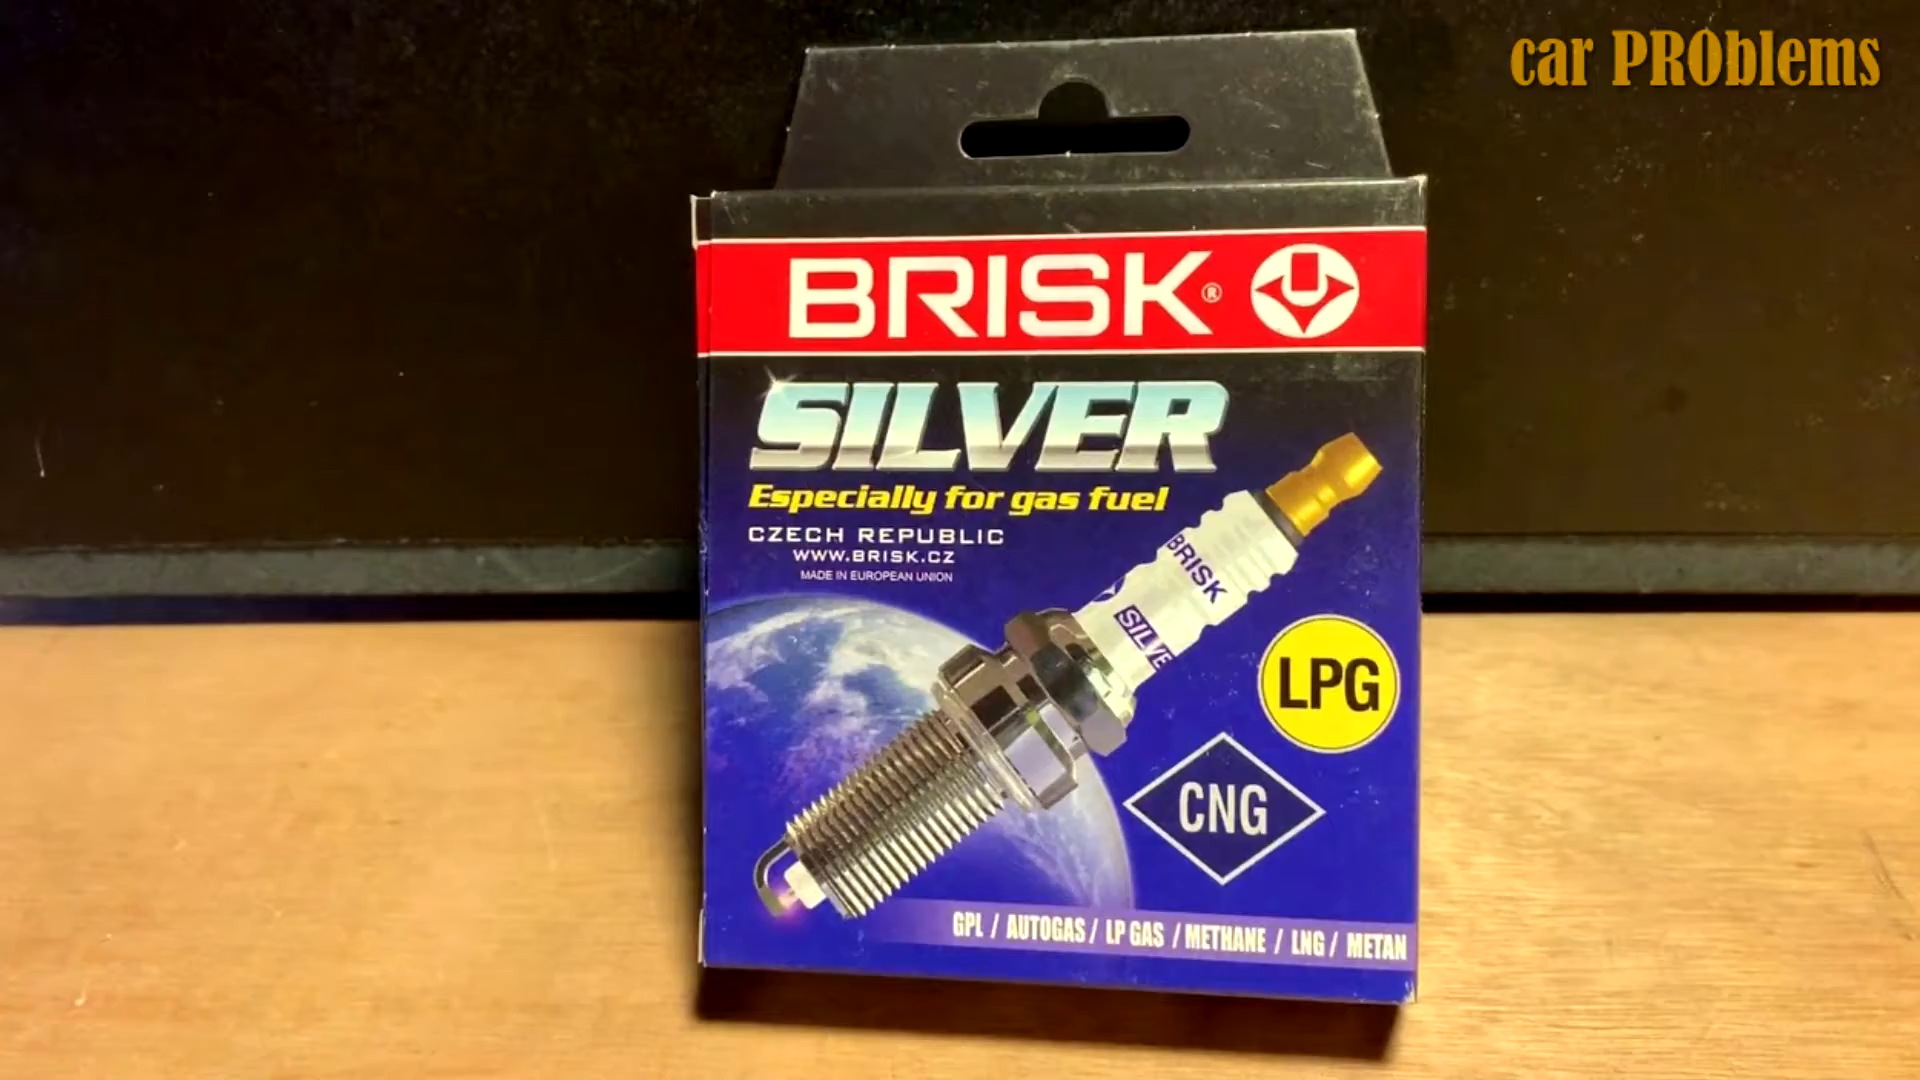 car PROblems
BRISK®
SILVER
Especially for gas fuel
CZECH REPUBLIC
WWW.BRISK.CZ
MADE IN EUROPEAN UNION
BRISK
SILVE
LPG
CNG
GPL / AUTOGAS / LP GAS / METHANE / LNG / METAN